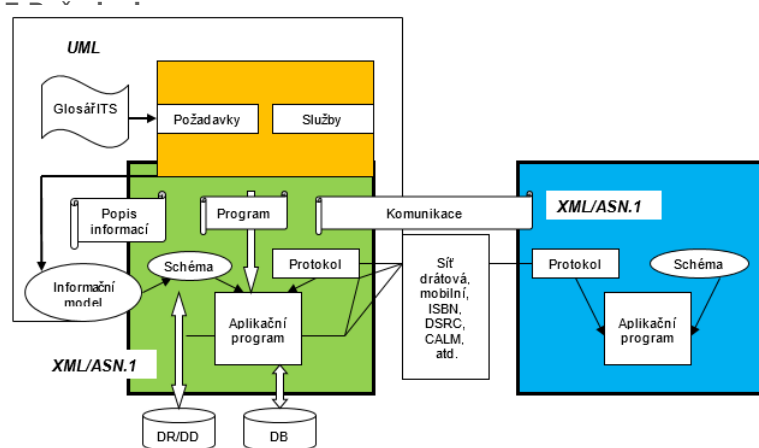 UML
GlosářITS
Požadavky
Služby
Popis
informací
Program
Komunikace
XML/ASN.1
Informační
model
Schéma
Protokol
Síť
drátová,
mobilní,
ISBN,
DSRC,
CALM,
atd.
Protokol
Schéma
Aplikační
program
Aplikační
program
XML/ASN.1
DR/DD
DB